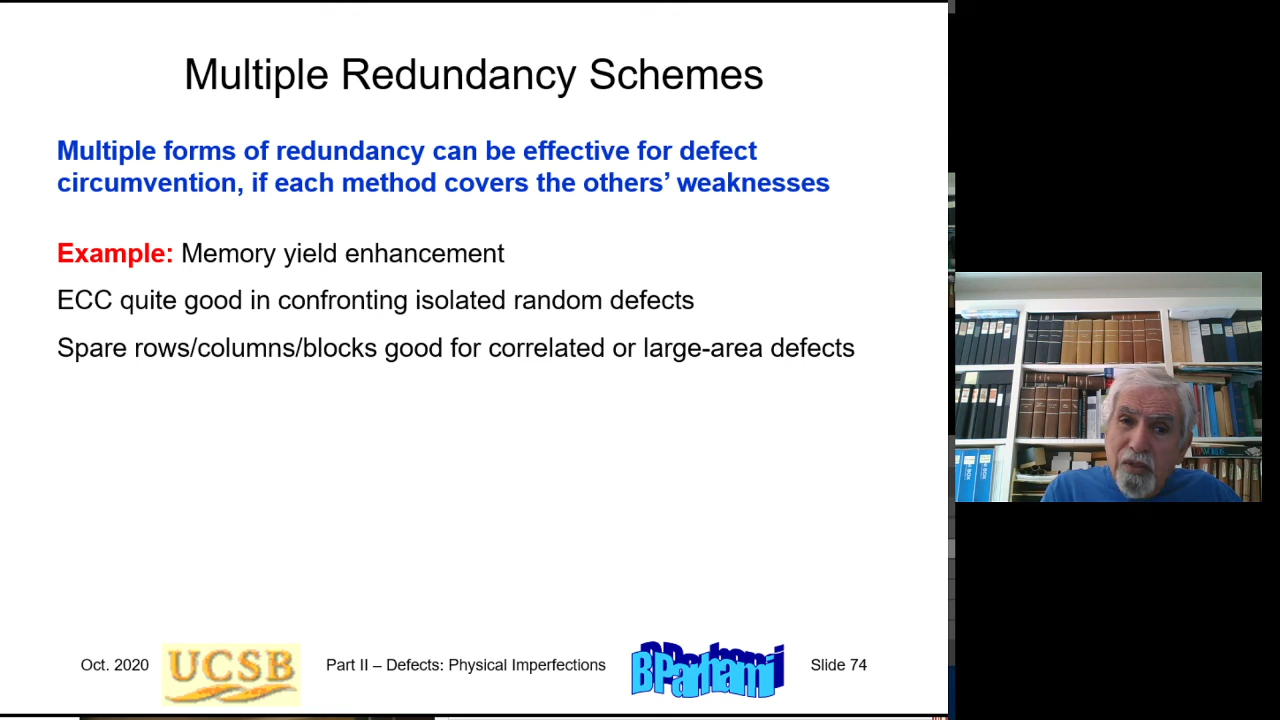 Multiple Redundancy Schemes
Multiple forms of redundancy can be effective for defect
circumvention, if each method covers the others' weaknesses
Example: Memory yield enhancement
ECC quite good in confronting isolated random defects
Spare rows/columns/blocks good for correlated or large-area defects
Oct. 2020
UCSB
Part II – Defects: Physical Imperfections
BParhami
Slide 74